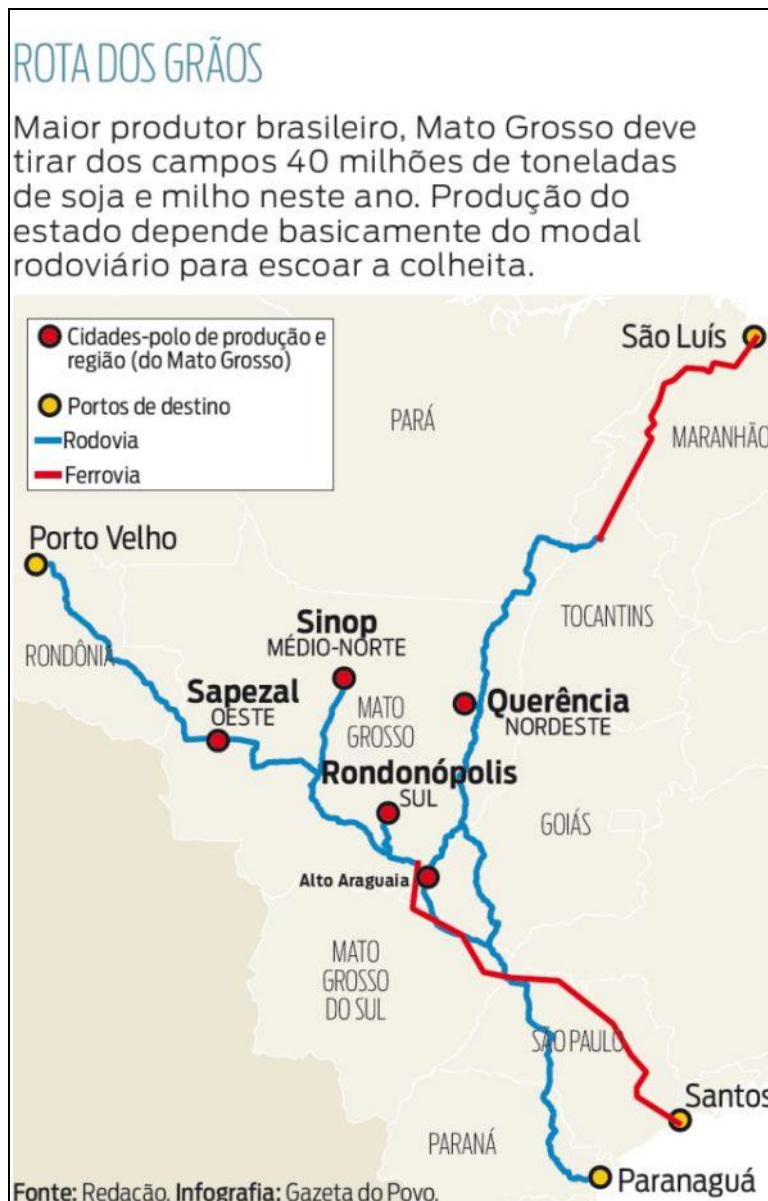 ROTA DOS GRÃOS
Maior produtor brasileiro, Mato Grosso deve
tirar dos campos 40 milhões de toneladas
de soja e milho neste ano. Produção do
estado depende basicamente do modal
rodoviário para escoar a colheita.
Cidades-polo de produção e
região (do Mato Grosso)
Portos de destino
Rodovia
Ferrovia
São Luís
PARÁ
MARANHÃO
Porto Velho
TOCANTINS
Sinop
MÉDIO-NORTE
RONDÔNIA
Sapezal
OESTE
MATO
GROSSO
Querência
NORDESTE
Rondonópolis
SUL
GOIÁS
Alto Araguaia
MATO
GROSSO
DO SUL
SÃO PAULO
Santos
PARANÁ
Paranaguá
Fonte: Redação. Infografia: Gazeta do Povo.